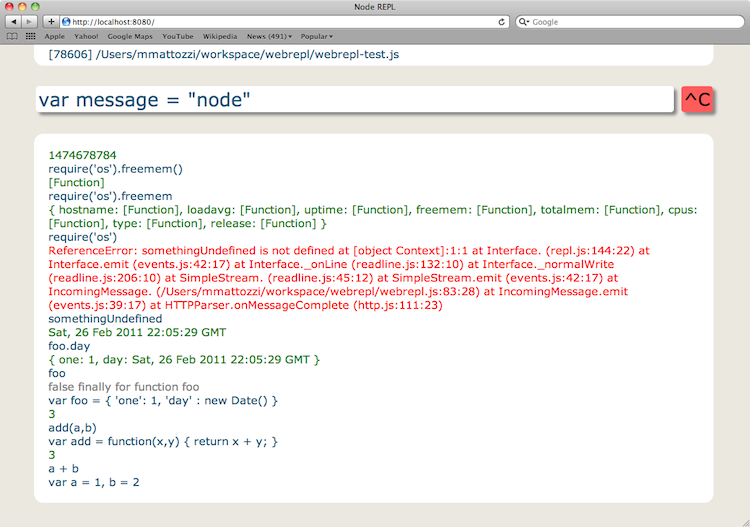 Node REPL
http://localhost:8080/
Google
Apple Yahoo! Google Maps YouTube Wikipedia News (491) Popular
[78606] /Users/mmattozzi/workspace/webrepl/webrepl-test.js
var message = "node"
^C
1474678784
require('os').freemem()
[Function]
require('os').freemem
{ hostname: [Function], loadavg: [Function], uptime: [Function], freemem: [Function], totalmem: [Function], cpus:
[Function], type: [Function], release: [Function] }
require('os')
ReferenceError: somethingUndefined is not defined at [object Context]:1:1 at Interface. (repl.js:144:22) at
Interface.emit (events.js:42:17) at Interface._onLine (readline.js:132:10) at Interface._normalWrite
(readline.js:206:10) at SimpleStream. (readline.js:45:12) at SimpleStream.emit (events.js:42:17) at
IncomingMessage. (/Users/mmattozzi/workspace/webrepl/webrepl.js:83:28) at IncomingMessage.emit
(events.js:39:17) at HTTPParser.onMessageComplete (http.js:111:23)
somethingUndefined
Sat, 26 Feb 2011 22:05:29 GMT
foo.day
{ one: 1, day: Sat, 26 Feb 2011 22:05:29 GMT }
foo
false finally for function foo
var foo = { 'one': 1, 'day' : new Date() }
3
add(a,b)
var add = function(x,y) { return x + y; }
3
a + b
var a = 1, b = 2